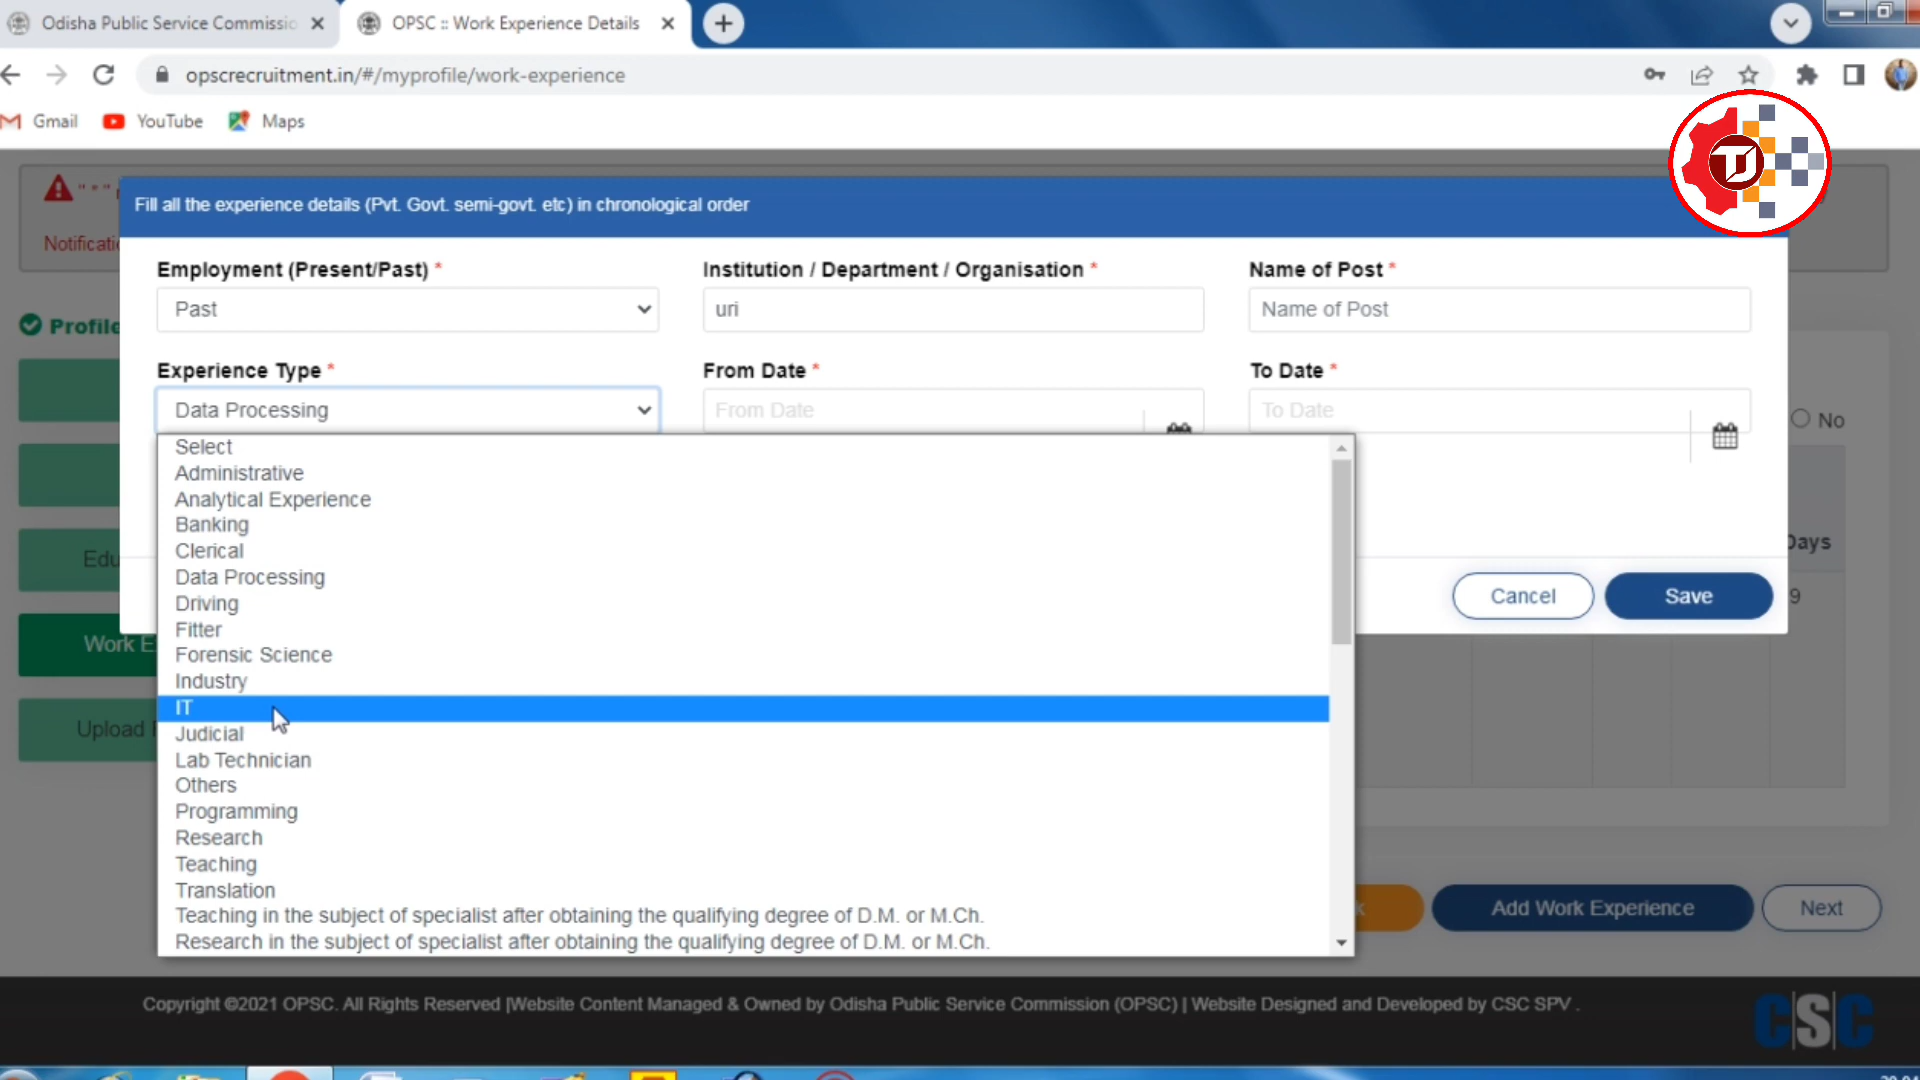 Odisha Public Service Commissio
OPSC :: Work Experience Details
opscrecruitment.in/#/myprofile/work-experience
Gmail
YouTube
Maps
Fill all the experience details (Pvt. Govt. semi-govt. etc) in chronological order
" * "
Notificati
Employment (Present/Past) *
Institution / Department / Organisation *
Name of Post *
Past
uri
Name of Post
Profile
Experience Type *
From Date *
To Date *
Data Processing
From Date
To Date
No
Select
Administrative
Analytical Experience
Banking
Clerical
Data Processing
Driving
Fitter
Forensic Science
Industry
IT
Judicial
Lab Technician
Others
Programming
Research
Teaching
Translation
Teaching in the subject of specialist after obtaining the qualifying degree of D.M. or M.Ch.
Research in the subject of specialist after obtaining the qualifying degree of D.M. or M.Ch.
Days
Edu
Cancel
Save
9
Work E
Upload
k
Add Work Experience
Next
Copyright ©2021 OPSC. All Rights Reserved |Website Content Managed & Owned by Odisha Public Service Commission (OPSC) | Website Designed and Developed by CSC SPV .
C|S|C